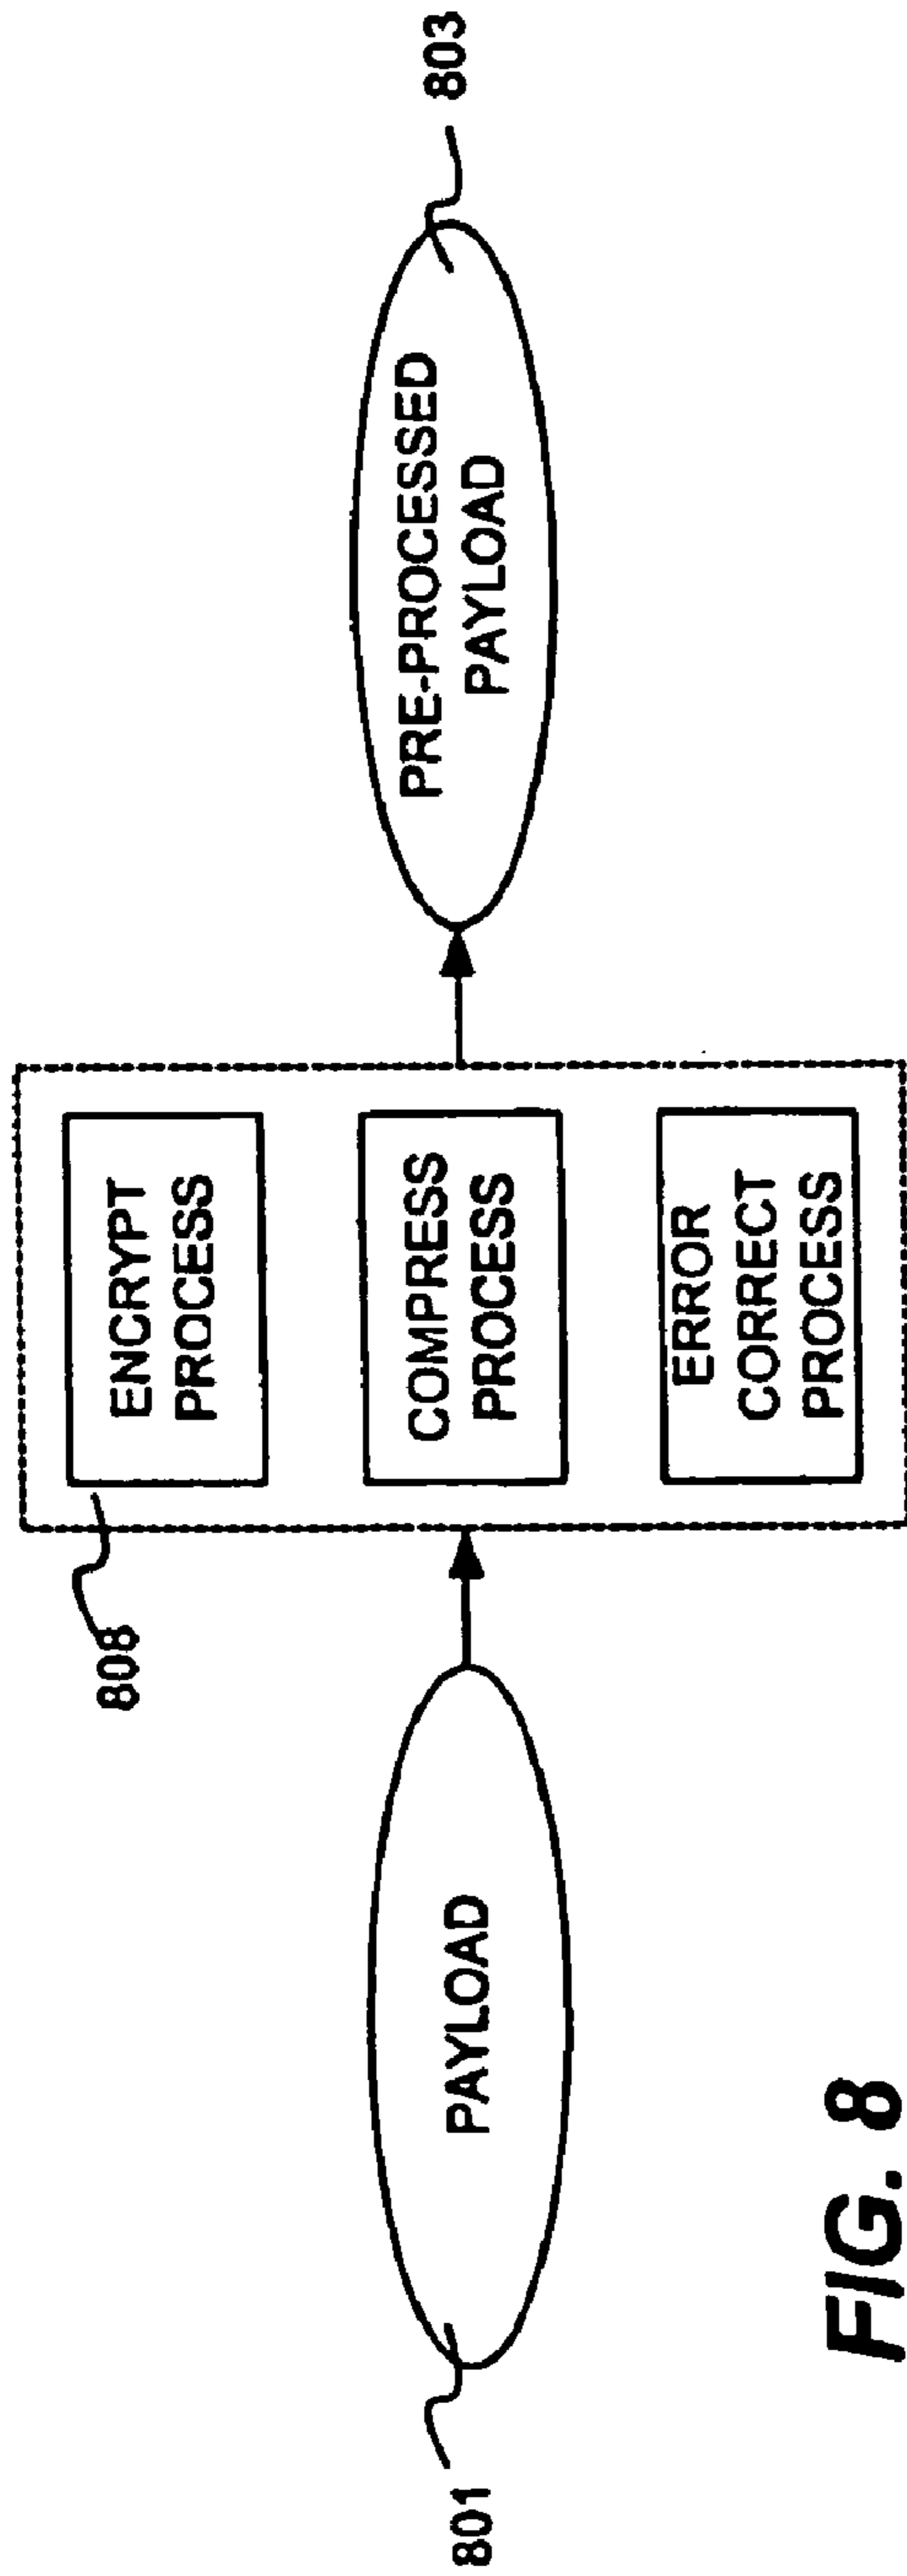 801
PAYLOAD
808
ENCRYPT
PROCESS
COMPRESS
PROCESS
ERROR
CORRECT
PROCESS
PRE-PROCESSED
PAYLOAD
803
FIG. 8